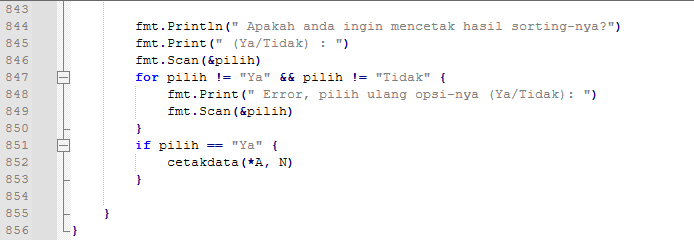 843
844 fmt.Println(" Apakah anda ingin mencetak hasil sorting-nya?")
845 fmt.Print(" (Ya/Tidak) : ")
846 fmt.Scan(&pilih)
847 for pilih != "Ya" && pilih != "Tidak" {
848 fmt.Print(" Error, pilih ulang opsi-nya (Ya/Tidak): ")
849 fmt.Scan(&pilih)
850 }
851 if pilih == "Ya" {
852 cetakdata(*A, N)
853 }
854
855 }
856 }